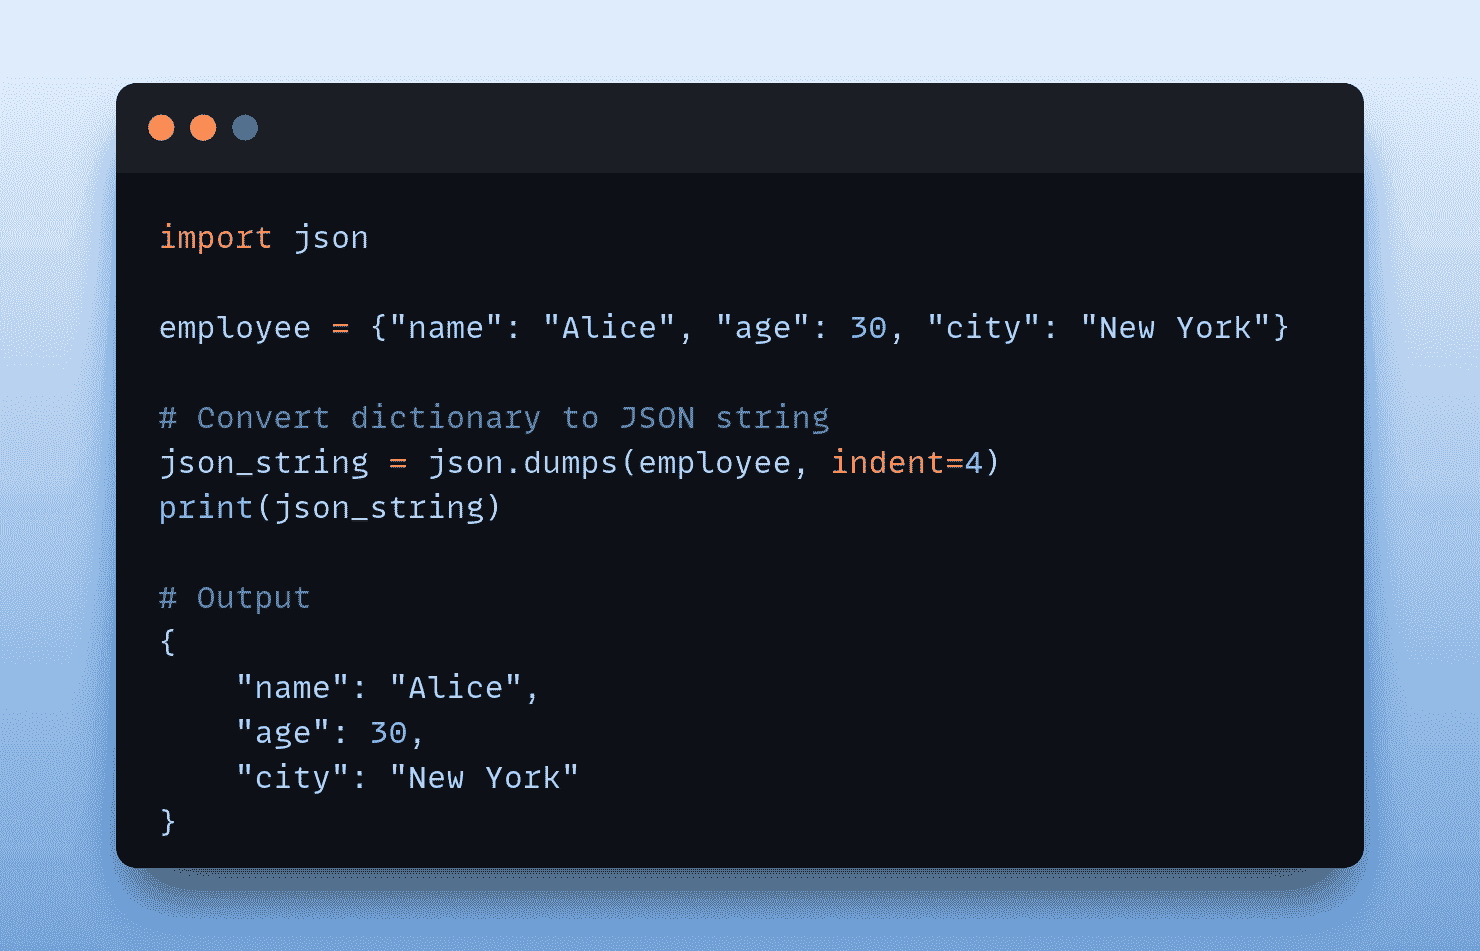 import json
employee = {"name": "Alice", "age": 30, "city": "New York"}
# Convert dictionary to JSON string
json_string = json.dumps(employee, indent=4)
print(json_string)
# Output
{
    "name": "Alice",
    "age": 30,
    "city": "New York"
}